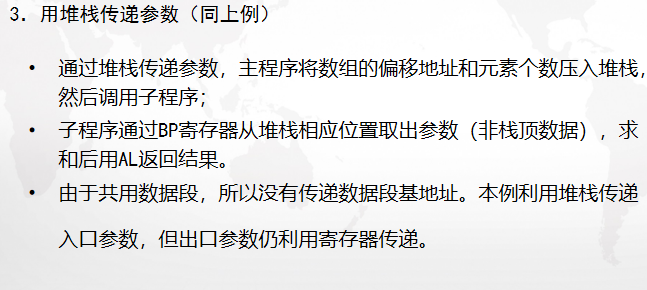 3．用堆栈传递参数（同上例）
• 通过堆栈传递参数，主程序将数组的偏移地址和元素个数压入堆栈，
然后调用子程序；
• 子程序通过BP寄存器从堆栈相应位置取出参数（非栈顶数据），求
和后用AL返回结果。
• 由于共用数据段，所以没有传递数据段基地址。本例利用堆栈传递
入口参数，但出口参数仍利用寄存器传递。